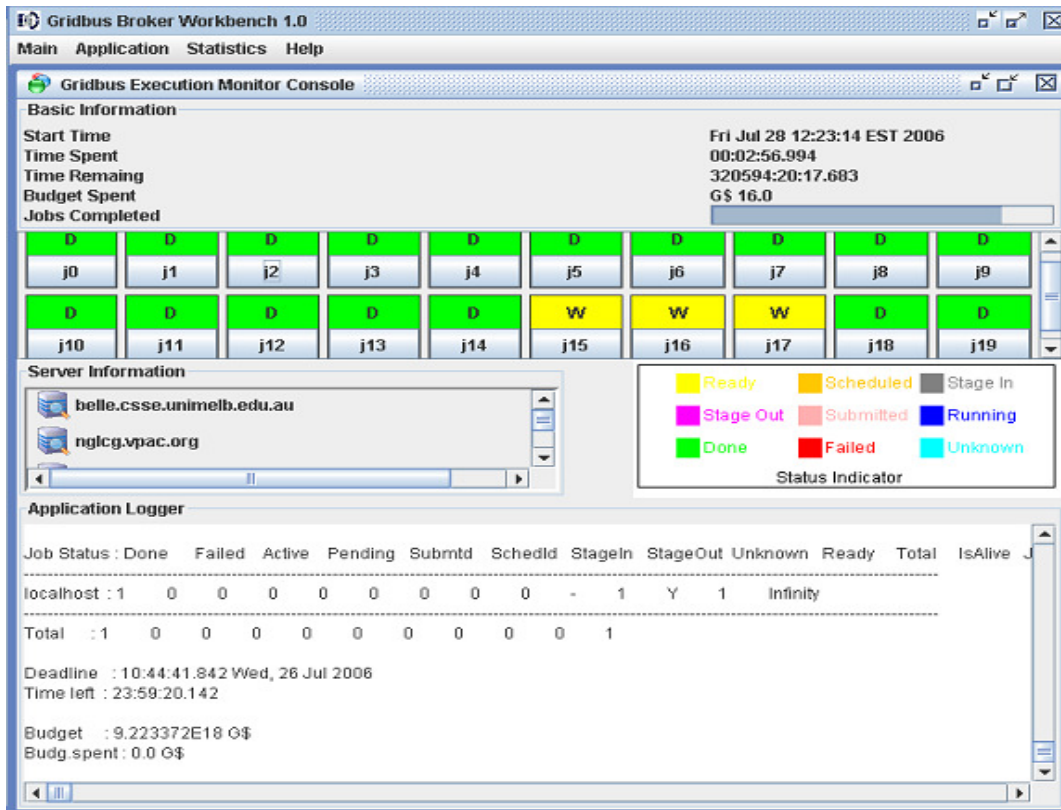 Gridbus Broker Workbench 1.0
Main Application Statistics Help
Gridbus Execution Monitor Console
Basic Information
Start Time Fri Jul 28 12:23:14 EST 2006
Time Spent 00:02:56.994
Time Remaing 320594:20:17.683
Budget Spent G$ 16.0
Jobs Completed
D D D D D D D D D D
j0 j1 j2 j3 j4 j5 j6 j7 j8 j9
D D D D D W W W D D
j10 j11 j12 j13 j14 j15 j16 j17 j18 j19
Server Information
belle.csse.unimelb.edu.au
nglcg.vpac.org
Ready Scheduled Stage In
Stage Out Submitted Running
Done Failed Unknown
Status Indicator
Application Logger
Job Status : Done Failed Active Pending Submtd Schedld StageIn StageOut Unknown Ready Total IsAlive J
localhost : 1 0 0 0 0 0 0 0 0 - 1 Y 1 Infinity
Total : 1 0 0 0 0 0 0 0 0 0 1
Deadline : 10:44:41.842 Wed, 26 Jul 2006
Time left : 23:59:20.142
Budget : 9.223372E18 G$
Budg.spent : 0.0 G$